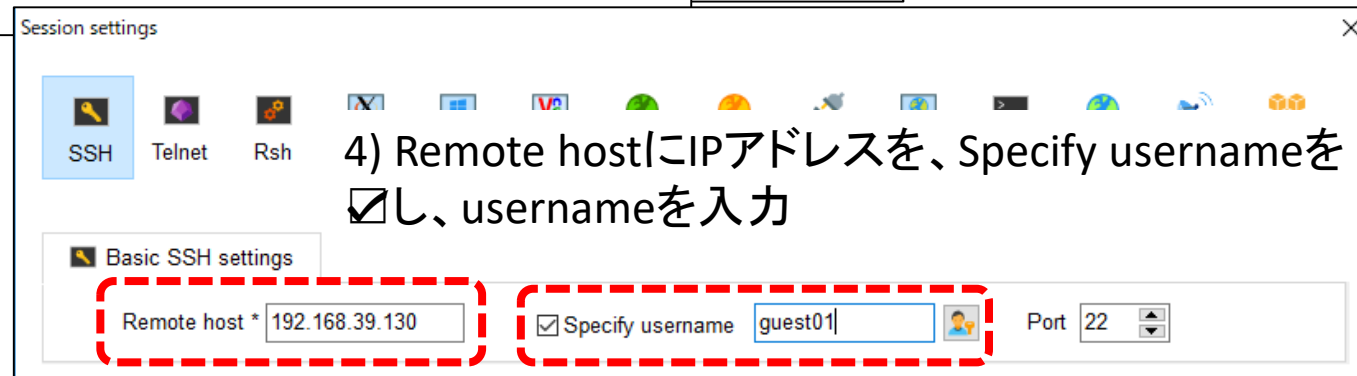 Session settings
SSH Telnet Rsh
4) Remote hostにIPアドレスを、Specify usernameを
☑し、usernameを入力
Basic SSH settings
Remote host * 192.168.39.130 Specify username guest01 Port 22